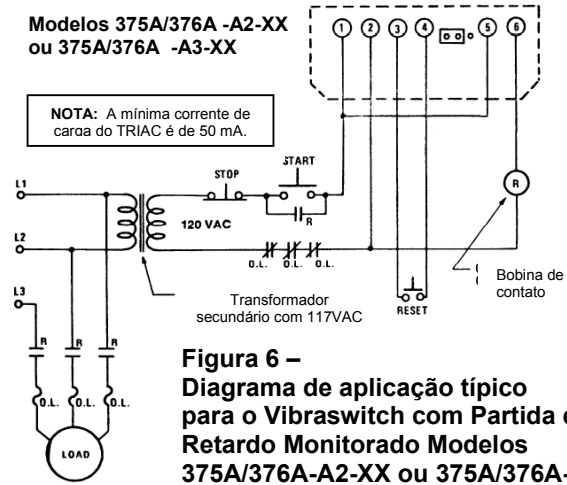 Modelos 375A/376A -A2-XX
ou 375A/376A -A3-XX
1 2 3 4 5 6
NOTA: A mínima corrente de
carga do TRIAC é de 50 mA.
STOP
START
R
L1
120 VAC
L2
O.L. O.L. O.L.
R
Bobina de
contato
L3
Transformador
secundário com 117VAC
RESET
R R R
O.L. O.L. O.L.
LOAD
Figura 6 –
Diagrama de aplicação típico
para o Vibraswitch com Partida
Retardo Monitorado Modelos
375A/376A-A2-XX ou 375A/376A-